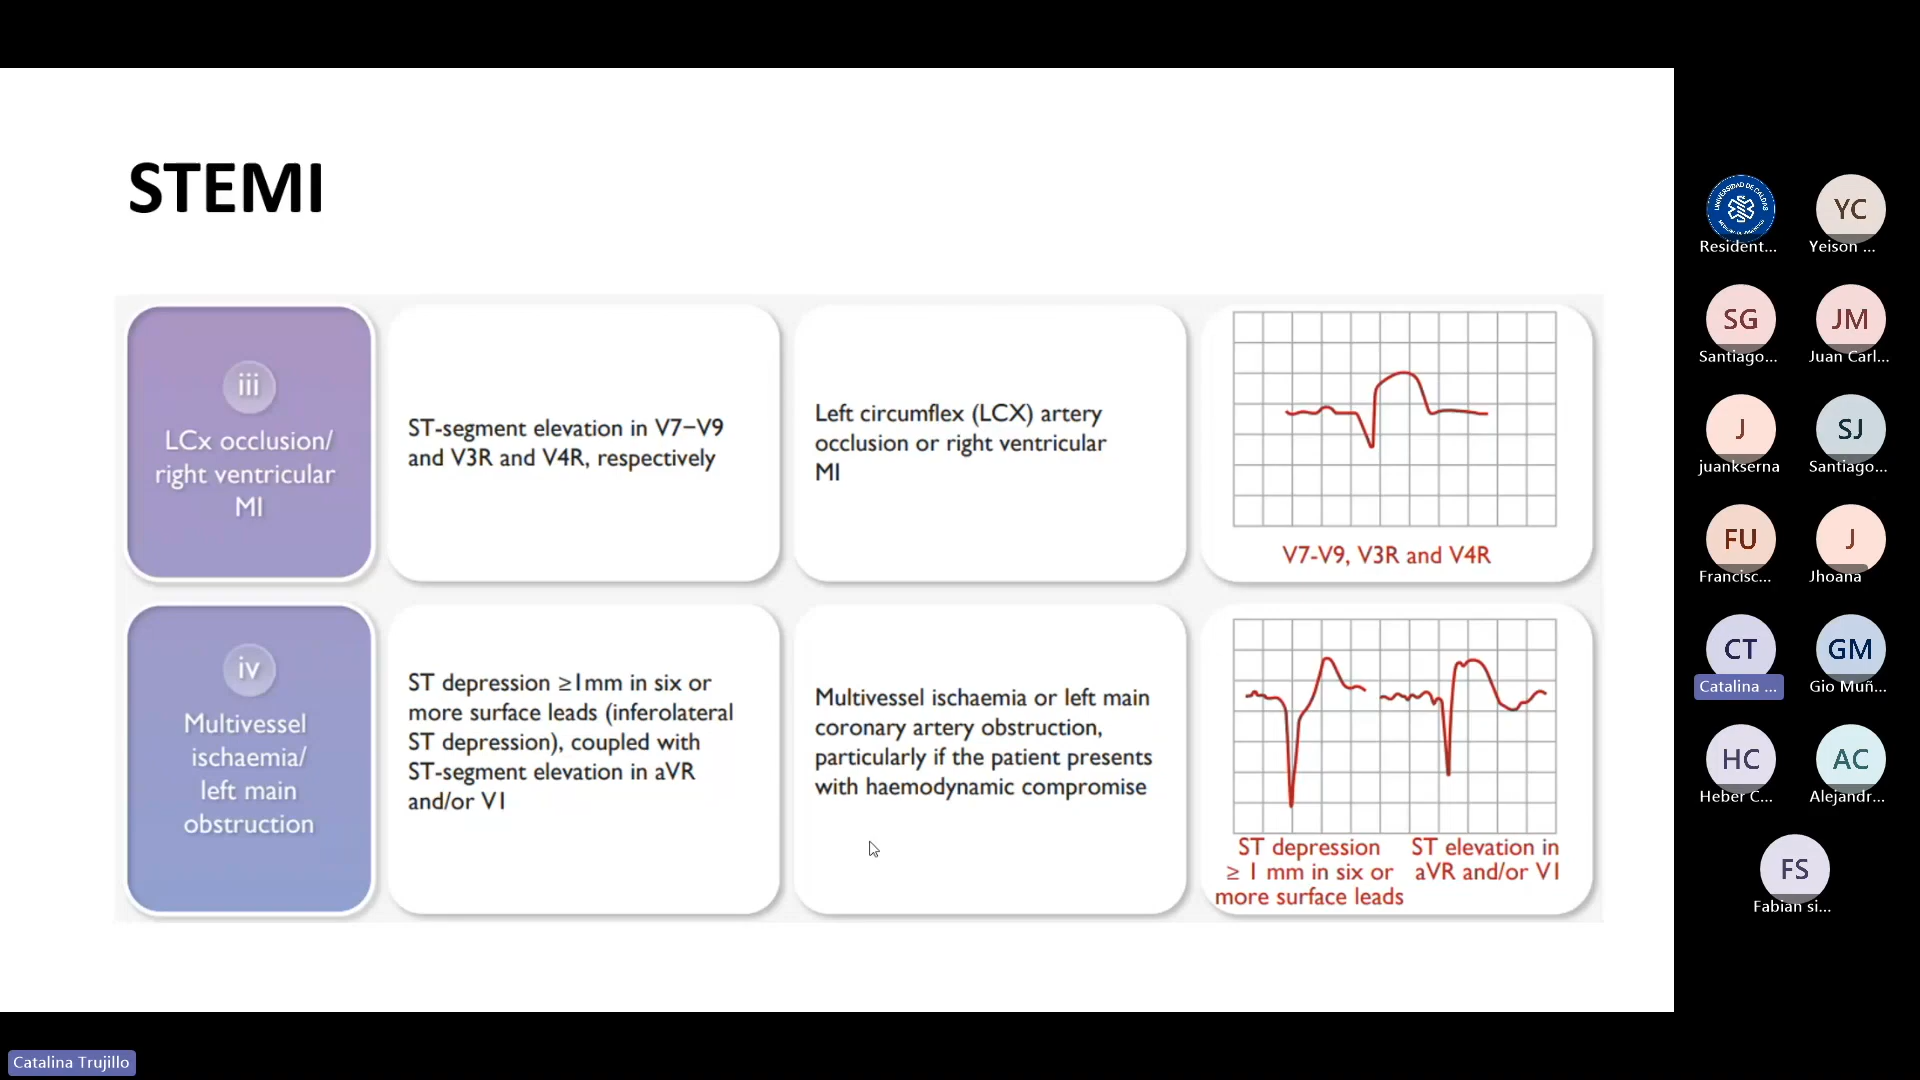 STEMI
iii
LCx occlusion/
right ventricular
MI
ST-segment elevation in V7–V9
and V3R and V4R, respectively
Left circumflex (LCX) artery
occlusion or right ventricular
MI
V7-V9, V3R and V4R
iv
Multivessel
ischaemia/
left main
obstruction
ST depression ≥1mm in six or
more surface leads (inferolateral
ST depression), coupled with
ST-segment elevation in aVR
and/or V1
Multivessel ischaemia or left main
coronary artery obstruction,
particularly if the patient presents
with haemodynamic compromise
ST depression
≥ 1 mm in six or
more surface leads
ST elevation in
aVR and/or V1
UNIVERSIDAD DE CALDAS
Resident...
YC
Yeison ...
SG
Santiago...
JM
Juan Carl...
J
juankserna
SJ
Santiago...
FU
Francisc...
J
Jhoana
CT
Catalina ...
GM
Gio Muñ...
HC
Heber C...
AC
Alejandr...
FS
Fabian si...
Catalina Trujillo